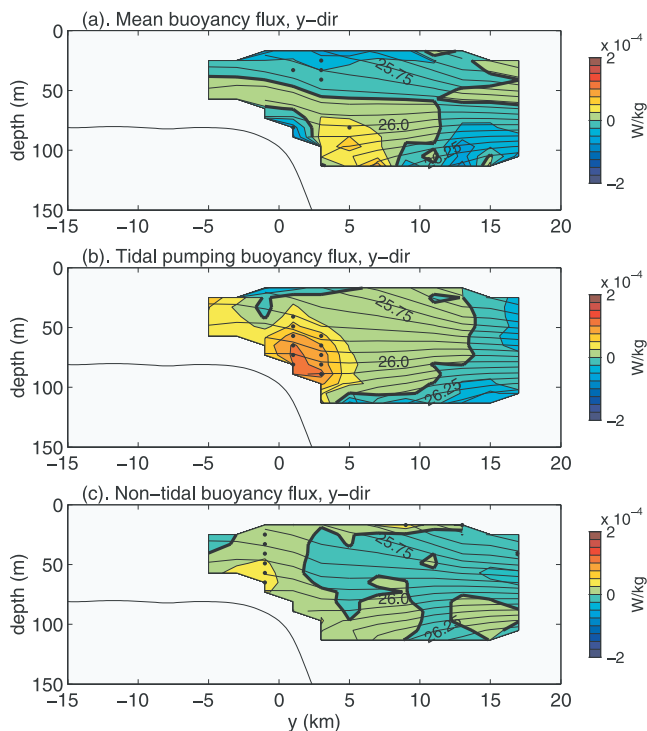 (a). Mean buoyancy flux, y-dir
0
50
100
150
depth (m)
25.75
26.0
26.25
−15 −10 −5 0 5 10 15 20
x 10⁻⁴
2
0
−2
W/kg
(b). Tidal pumping buoyancy flux, y-dir
0
50
100
150
depth (m)
25.75
26.0
26.25
−15 −10 −5 0 5 10 15 20
x 10⁻⁴
2
0
−2
W/kg
(c). Non-tidal buoyancy flux, y-dir
0
50
100
150
depth (m)
25.75
26.0
26.25
−15 −10 −5 0 5 10 15 20
y (km)
x 10⁻⁴
2
0
−2
W/kg